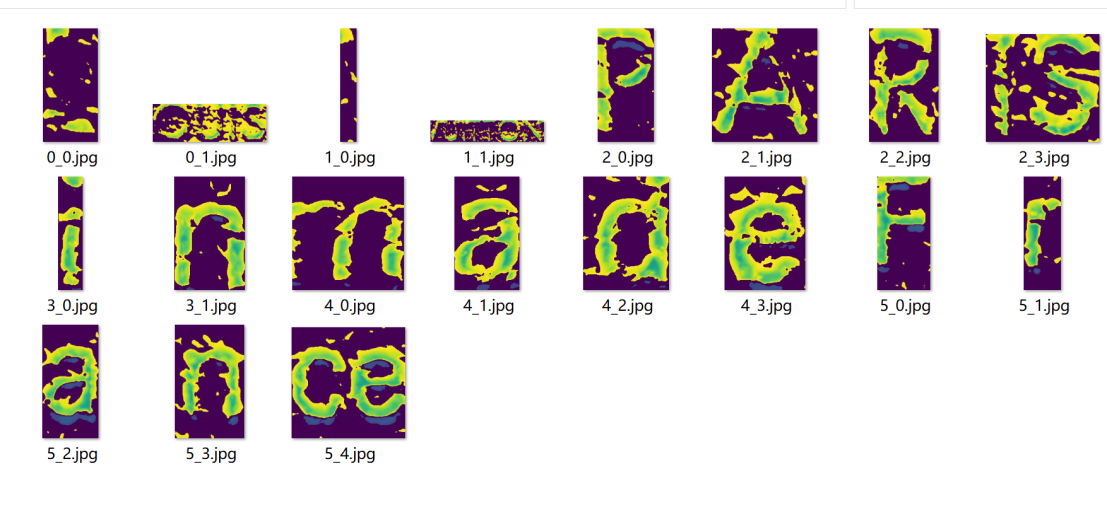 0_0.jpg 0_1.jpg 1_0.jpg 1_1.jpg P 2_0.jpg A 2_1.jpg R 2_2.jpg IS 2_3.jpg
i 3_0.jpg n 3_1.jpg m 4_0.jpg a 4_1.jpg d 4_2.jpg e 4_3.jpg F 5_0.jpg r 5_1.jpg
a 5_2.jpg n 5_3.jpg ce 5_4.jpg